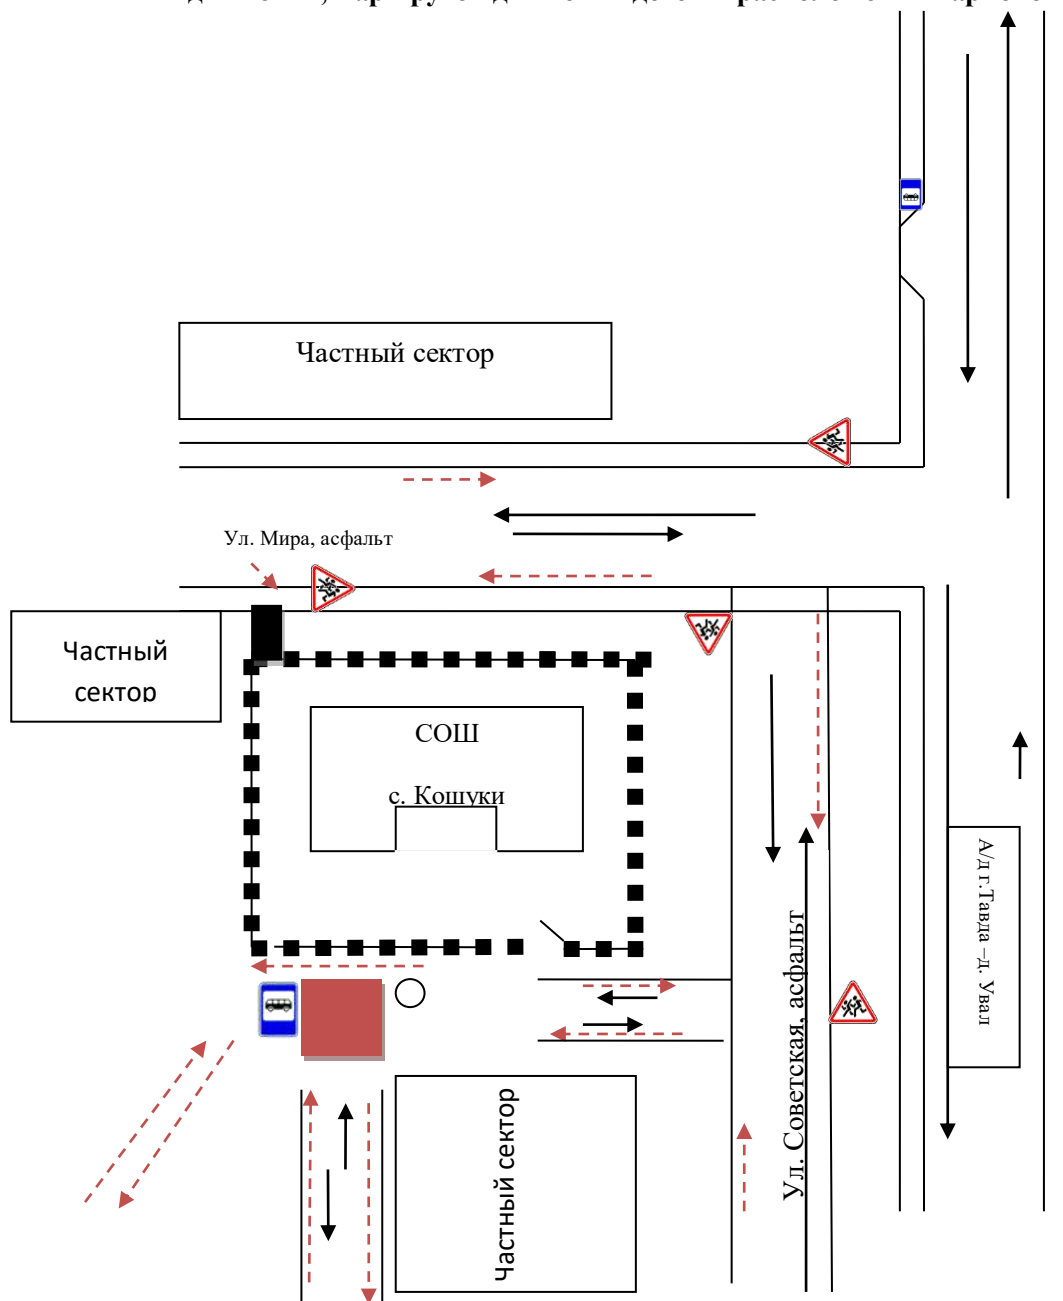 Частный сектор
Ул. Мира, асфальт
Частный
сектор
СОШ
с. Кошуки
А/д г.Тавда –д. Увал
Ул. Советская, асфальт
Частный сектор